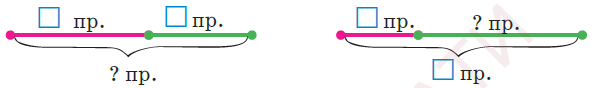 □ пр. □ пр.
? пр.
□ пр. ? пр.
□ пр.